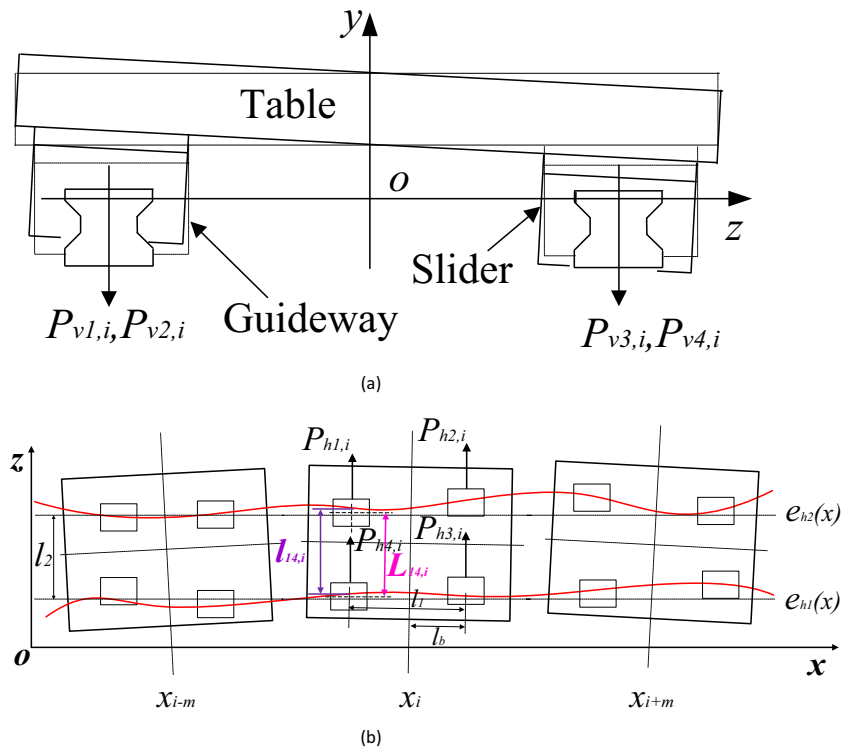 y
Table
o
z
Slider
Guideway
Pv1,i,Pv2,i
Pv3,i,Pv4,i
(a)
z
Ph1,i
Ph2,i
eh2(x)
l2
l14,i
Ph4,i
Ph3,i
L14,i
l1
eh1(x)
lb
o
x
xi-m
xi
xi+m
(b)